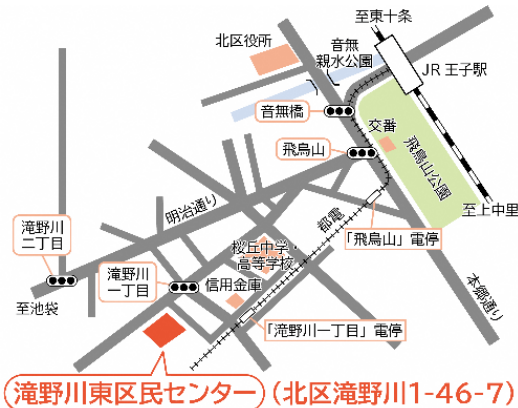 至東十条
北区役所
音無
親水公園
JR 王子駅
音無橋
交番
飛鳥山
飛鳥山公園
明治通り
滝野川
二丁目
都電
「飛鳥山」電停
至上中里
桜丘中学・
高等学校
滝野川
一丁目
信用金庫
至池袋
本郷通り
「滝野川一丁目」電停
滝野川東区民センター(北区滝野川1-46-7)